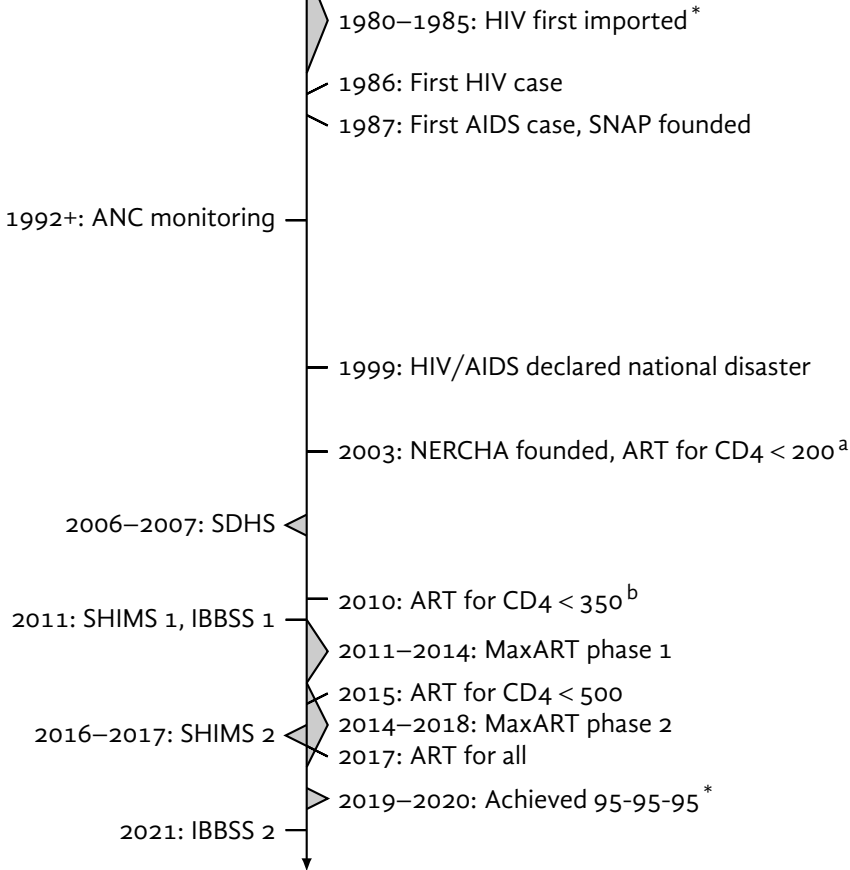 1980–1985: HIV first imported*
1986: First HIV case
1987: First AIDS case, SNAP founded
1992+: ANC monitoring
1999: HIV/AIDS declared national disaster
2003: NERCHA founded, ART for CD4 < 200ᵃ
2006–2007: SDHS
2010: ART for CD4 < 350ᵇ
2011: SHIMS 1, IBBSS 1
2011–2014: MaxART phase 1
2015: ART for CD4 < 500
2014–2018: MaxART phase 2
2016–2017: SHIMS 2
2017: ART for all
2019–2020: Achieved 95-95-95*
2021: IBBSS 2